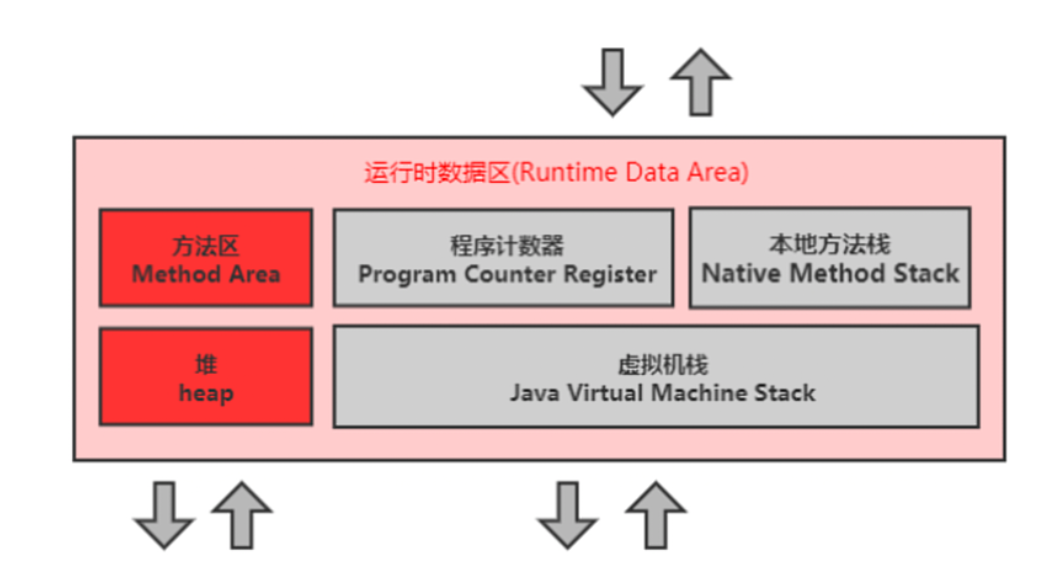 运行时数据区(Runtime Data Area)
方法区
Method Area
程序计数器
Program Counter Register
本地方法栈
Native Method Stack
堆
heap
虚拟机栈
Java Virtual Machine Stack